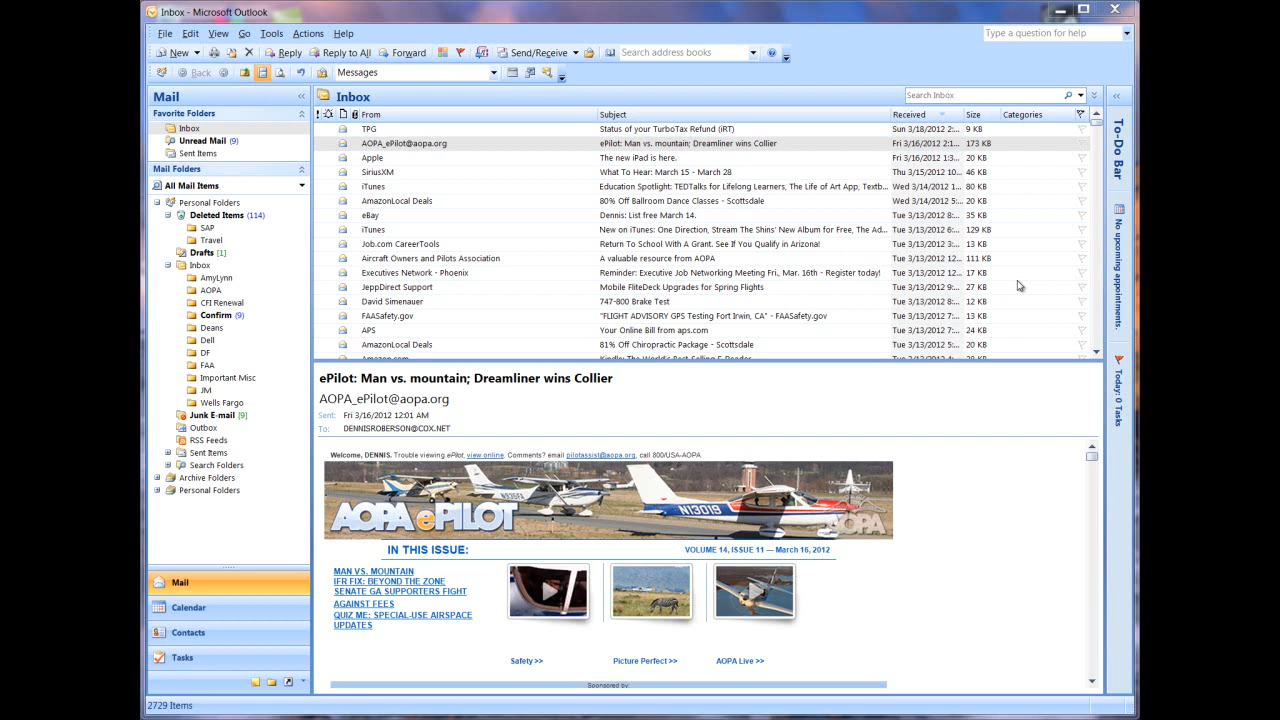 Inbox - Microsoft Outlook
File Edit View Go Tools Actions Help
Type a question for help
New Reply Reply to All Forward Send/Receive Search address books
Back Messages
Mail
Favorite Folders
Inbox
Unread Mail (9)
Sent Items
Mail Folders
All Mail Items
Personal Folders
Deleted Items (114)
SAP
Travel
Drafts [1]
Inbox
AmyLynn
AOPA
CFI Renewal
Confirm (9)
Deans
Dell
DF
FAA
Important Misc
JM
Wells Fargo
Junk E-mail [9]
Outbox
RSS Feeds
Sent Items
Search Folders
Archive Folders
Personal Folders
Mail
Calendar
Contacts
Tasks
2729 Items
Inbox
Search Inbox
From Subject Received Size Categories
TPG Status of your TurboTax Refund (iRT) Sun 3/18/2012 2:... 9 KB
AOPA_ePilot@aopa.org ePilot: Man vs. mountain; Dreamliner wins Collier Fri 3/16/2012 2:1... 173 KB
Apple The new iPad is here. Fri 3/16/2012 1:3... 20 KB
SiriusXM What To Hear: March 15 - March 28 Thu 3/15/2012 10... 46 KB
iTunes Education Spotlight: TEDTalks for Lifelong Learners, The Life of Art App, Textb... Wed 3/14/2012 1... 80 KB
AmazonLocal Deals 80% Off Ballroom Dance Classes - Scottsdale Wed 3/14/2012 5:... 20 KB
eBay Dennis: List free March 14. Tue 3/13/2012 8:... 35 KB
iTunes New on iTunes: One Direction, Stream The Shins' New Album for Free, The Ad... Tue 3/13/2012 6:... 129 KB
Job.com CareerTools Return To School With A Grant. See If You Qualify in Arizona! Tue 3/13/2012 3:... 13 KB
Aircraft Owners and Pilots Association A valuable resource from AOPA Tue 3/13/2012 12... 111 KB
Executives Network - Phoenix Reminder: Executive Job Networking Meeting Fri., Mar. 16th - Register today! Tue 3/13/2012 12... 17 KB
JeppDirect Support Mobile FliteDeck Upgrades for Spring Flights Tue 3/13/2012 9:... 27 KB
David Simenauer 747-800 Brake Test Tue 3/13/2012 8:... 12 KB
FAASafety.gov "FLIGHT ADVISORY GPS Testing Fort Irwin, CA" - FAASafety.gov Tue 3/13/2012 7:... 14 KB
APS Your Online Bill from aps.com Tue 3/13/2012 5:... 24 KB
AmazonLocal Deals 81% Off Chiropractic Package - Scottsdale Tue 3/13/2012 5:... 20 KB
ePilot: Man vs. mountain; Dreamliner wins Collier
AOPA_ePilot@aopa.org
Sent: Fri 3/16/2012 12:01 AM
To: DENNISROBERSON@COX.NET
Welcome, DENNIS. Trouble viewing ePilot, view online. Comments? email pilotassist@aopa.org, call 800/USA-AOPA
N13019
AOPA ePILOT
AOPA
IN THIS ISSUE: VOLUME 14, ISSUE 11 — March 16, 2012
MAN VS. MOUNTAIN
IFR FIX: BEYOND THE ZONE
SENATE GA SUPPORTERS FIGHT
AGAINST FEES
QUIZ ME: SPECIAL-USE AIRSPACE
UPDATES
Safety >> Picture Perfect >> AOPA Live >>
Sponsored by:
To-Do Bar
No upcoming appointments.
Today: 0 Tasks